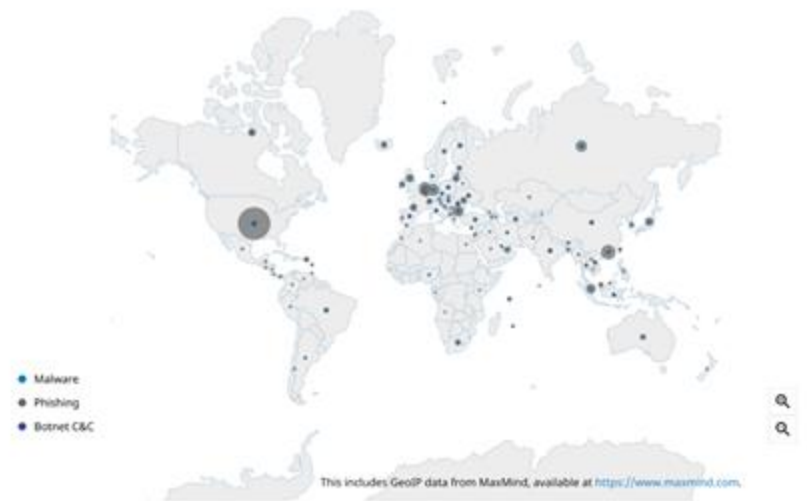 Malware
Phishing
Botnet C&C
This includes GeoIP data from MaxMind, available at https://www.maxmind.com.